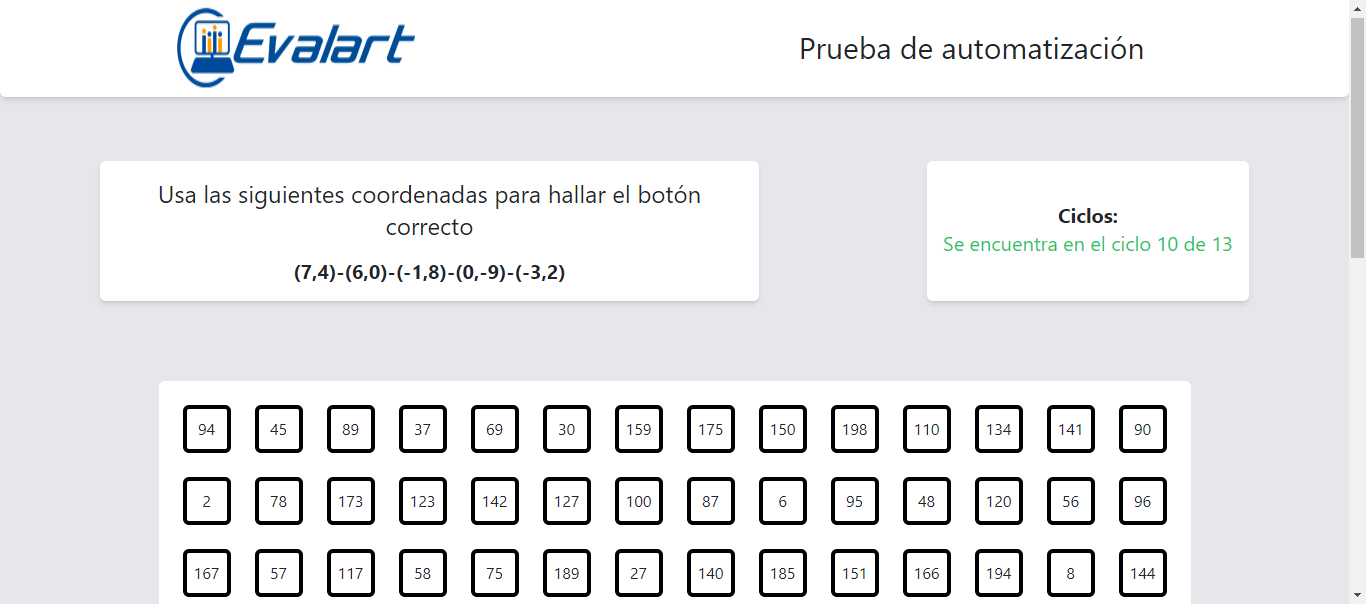 Evalart
Prueba de automatización
Usa las siguientes coordenadas para hallar el botón
correcto
(7,4)-(6,0)-(-1,8)-(0,-9)-(-3,2)
Ciclos:
Se encuentra en el ciclo 10 de 13
94 45 89 37 69 30 159 175 150 198 110 134 141 90
2 78 173 123 142 127 100 87 6 95 48 120 56 96
167 57 117 58 75 189 27 140 185 151 166 194 8 144